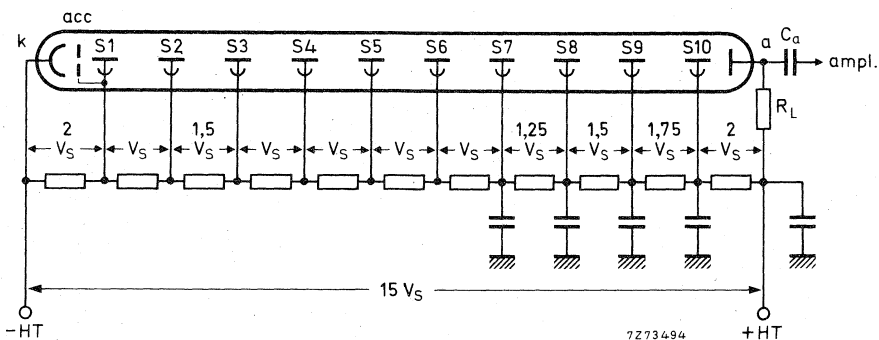 acc
k S1 S2 S3 S4 S5 S6 S7 S8 S9 S10 a Ca ampl.
RL
2 1,5 1,25 1,5 1,75 2
VS VS VS VS VS VS VS VS VS VS VS
15 VS
-HT 7Z73494 +HT